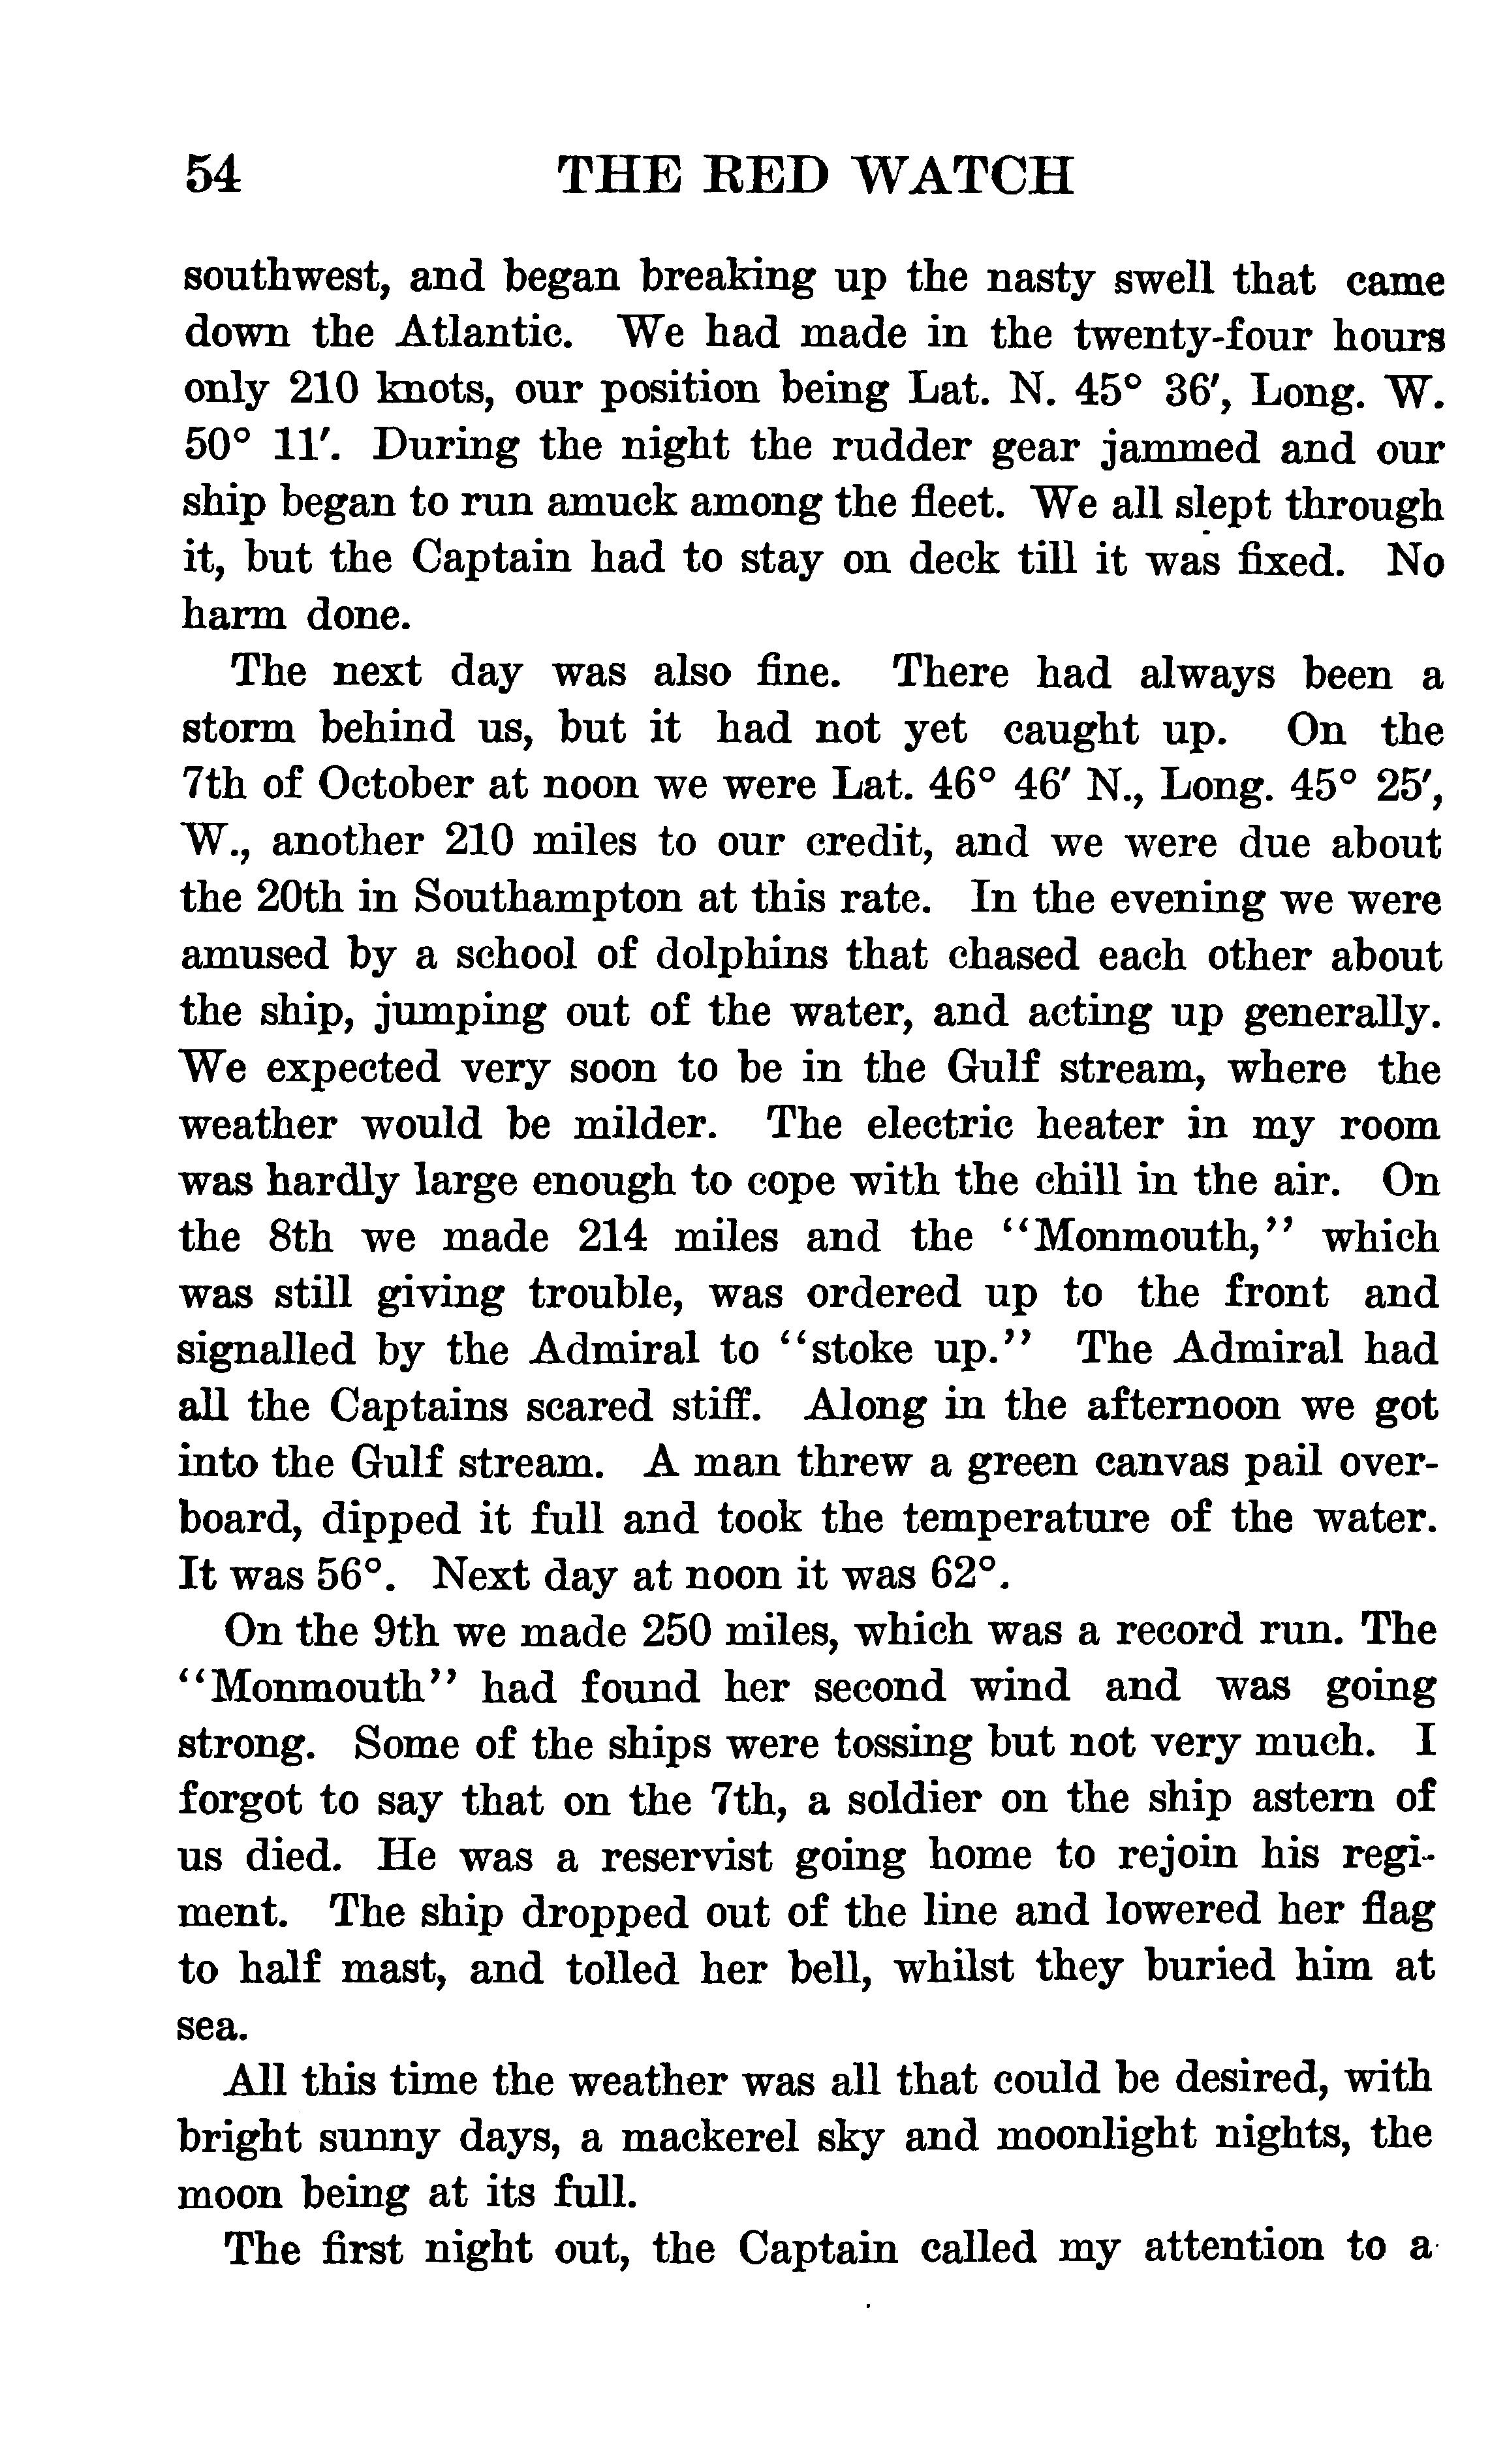 54 THE RED WATCH
southwest, and began breaking up the nasty swell that came
down the Atlantic. We had made in the twenty-four hours
only 210 knots, our position being Lat. N. 45° 36′, Long. W.
50° 11′. During the night the rudder gear jammed and our
ship began to run amuck among the fleet. We all slept through
it, but the Captain had to stay on deck till it was fixed. No
harm done.
The next day was also fine. There had always been a
storm behind us, but it had not yet caught up. On the
7th of October at noon we were Lat. 46° 46′ N., Long. 45° 25′,
W., another 210 miles to our credit, and we were due about
the 20th in Southampton at this rate. In the evening we were
amused by a school of dolphins that chased each other about
the ship, jumping out of the water, and acting up generally.
We expected very soon to be in the Gulf stream, where the
weather would be milder. The electric heater in my room
was hardly large enough to cope with the chill in the air. On
the 8th we made 214 miles and the “Monmouth,” which
was still giving trouble, was ordered up to the front and
signalled by the Admiral to “stoke up.” The Admiral had
all the Captains scared stiff. Along in the afternoon we got
into the Gulf stream. A man threw a green canvas pail over-
board, dipped it full and took the temperature of the water.
It was 56°. Next day at noon it was 62°.
On the 9th we made 250 miles, which was a record run. The
“Monmouth” had found her second wind and was going
strong. Some of the ships were tossing but not very much. I
forgot to say that on the 7th, a soldier on the ship astern of
us died. He was a reservist going home to rejoin his regi-
ment. The ship dropped out of the line and lowered her flag
to half mast, and tolled her bell, whilst they buried him at
sea.
All this time the weather was all that could be desired, with
bright sunny days, a mackerel sky and moonlight nights, the
moon being at its full.
The first night out, the Captain called my attention to a